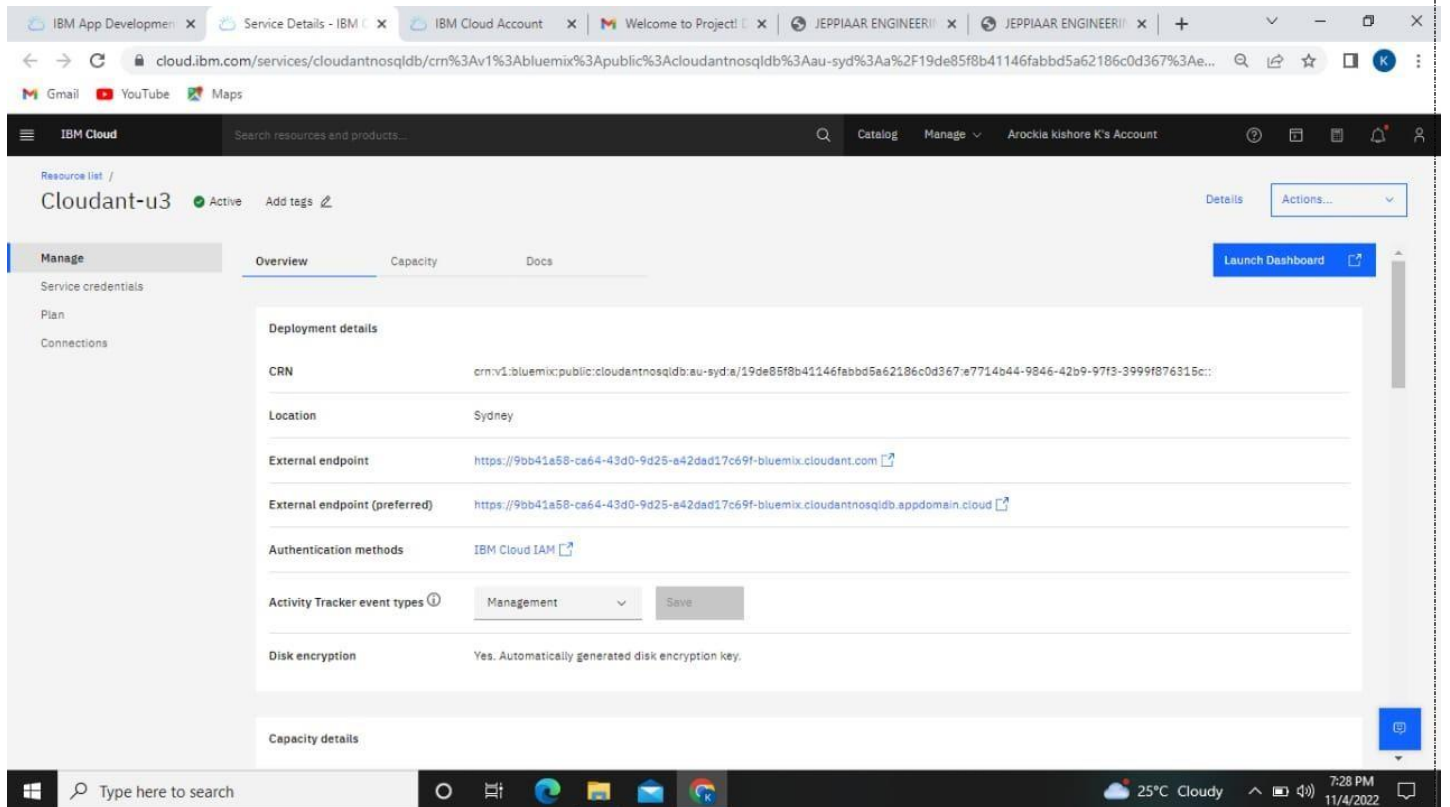 IBM App Developmen
Service Details - IBM C
IBM Cloud Account
Welcome to Project! D
JEPPIAAR ENGINEERIN
JEPPIAAR ENGINEERIN
cloud.ibm.com/services/cloudantnosqldb/crn%3Av1%3Abluemix%3Apublic%3Acloudantnosqldb%3Aau-syd%3Aa%2F19de85f8b41146fabbd5a62186c0d367%3Ae...
K
Gmail YouTube Maps
IBM Cloud
Search resources and products...
Catalog Manage Arockia kishore K's Account
Resource list /
Cloudant-u3 Active Add tags
Details Actions...
Manage
Service credentials
Plan
Connections
Overview Capacity Docs
Launch Dashboard
Deployment details
CRN crn:v1:bluemix:public:cloudantnosqldb:au-syd:a/19de85f8b41146fabbd5a62186c0d367:e7714b44-9846-42b9-97f3-3999f876315c::
Location Sydney
External endpoint https://9bb41a58-ca64-43d0-9d25-a42dad17c69f-bluemix.cloudant.com
External endpoint (preferred) https://9bb41a58-ca64-43d0-9d25-a42dad17c69f-bluemix.cloudantnosqldb.appdomain.cloud
Authentication methods IBM Cloud IAM
Activity Tracker event types Management Save
Disk encryption Yes. Automatically generated disk encryption key.
Capacity details
Type here to search
25°C Cloudy
7:28 PM
11/4/2022